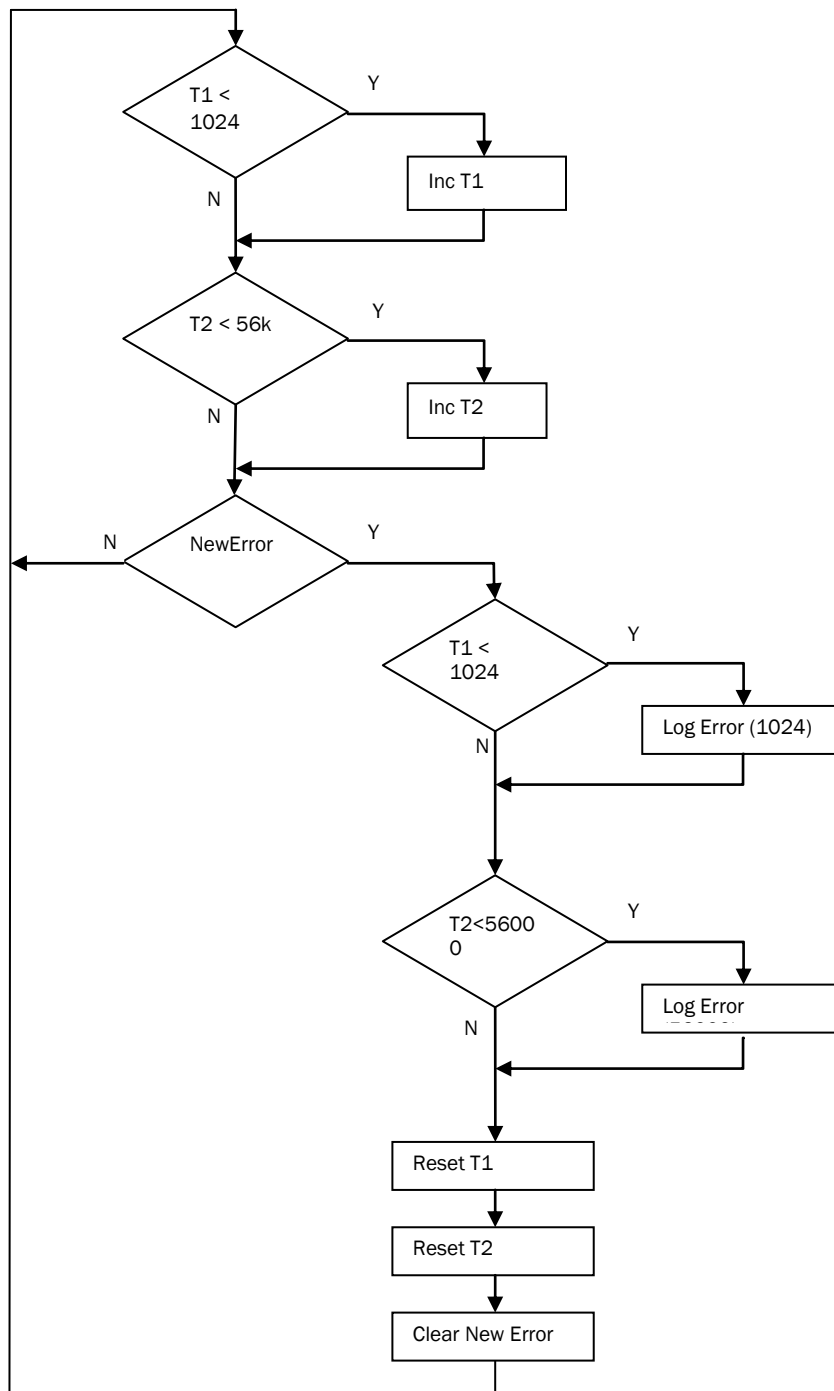 T1 <
1024
Y
Inc T1
N
T2 < 56k
Y
Inc T2
N
N
NewError
Y
T1 <
1024
Y
Log Error (1024)
N
T2<5600
0
Y
Log Error
N
Reset T1
Reset T2
Clear New Error